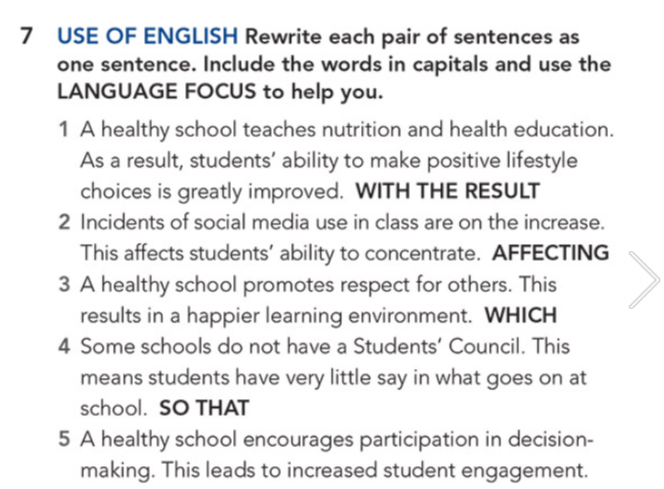 7 USE OF ENGLISH Rewrite each pair of sentences as
one sentence. Include the words in capitals and use the
LANGUAGE FOCUS to help you.
1 A healthy school teaches nutrition and health education.
As a result, students' ability to make positive lifestyle
choices is greatly improved. WITH THE RESULT
2 Incidents of social media use in class are on the increase.
This affects students' ability to concentrate. AFFECTING
3 A healthy school promotes respect for others. This
results in a happier learning environment. WHICH
4 Some schools do not have a Students' Council. This
means students have very little say in what goes on at
school. SO THAT
5 A healthy school encourages participation in decision-
making. This leads to increased student engagement.